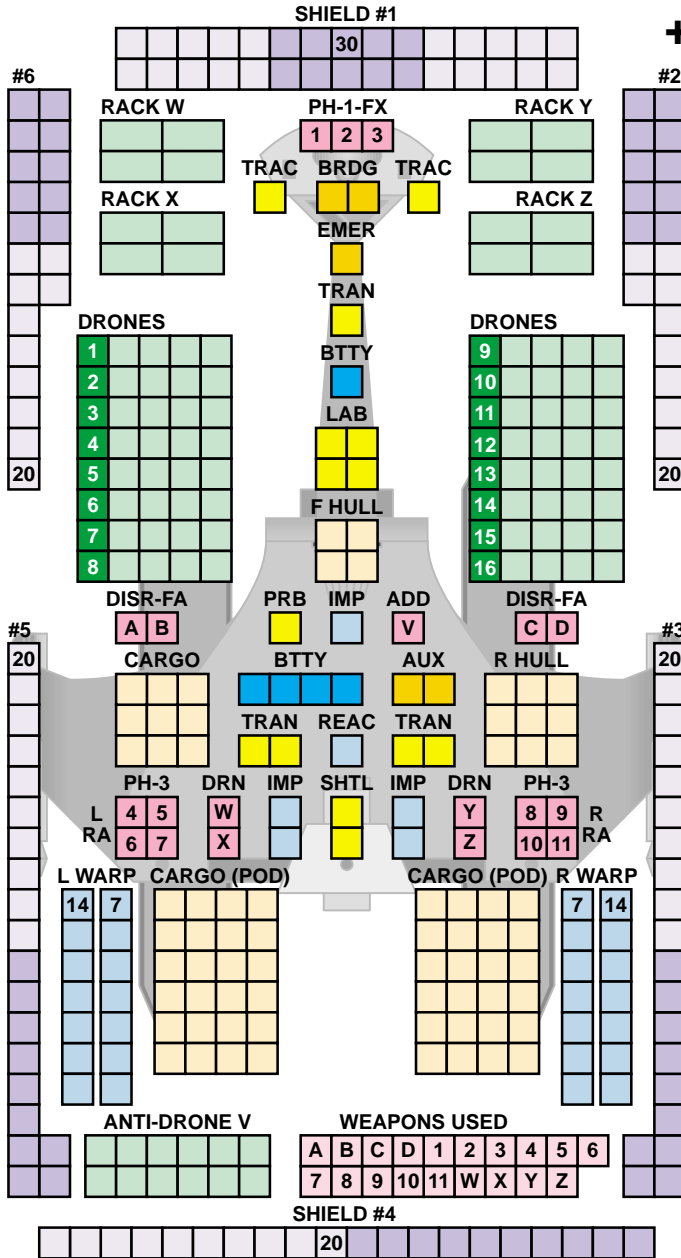 SHIELD #1
30
+
#6
#2
RACK W PH-1-FX RACK Y
1 2 3
TRAC BRDG TRAC
RACK X RACK Z
EMER
TRAN
DRONES DRONES
1 9
BTTY
2 10
3 11
LAB
4 12
5 13
20 20
6 14
F HULL
7 15
8 16
DISR-FA PRB IMP ADD DISR-FA
A B V C D
#5 #3
20 CARGO BTTY AUX R HULL 20
TRAN REAC TRAN
PH-3 DRN IMP SHTL IMP DRN PH-3
L 4 5 W Y 8 9 R
RA 6 7 X Z 10 11 RA
L WARP CARGO (POD) CARGO (POD) R WARP
14 7 7 14
ANTI-DRONE V WEAPONS USED
A B C D 1 2 3 4 5 6
7 8 9 10 11 W X Y Z
SHIELD #4
20